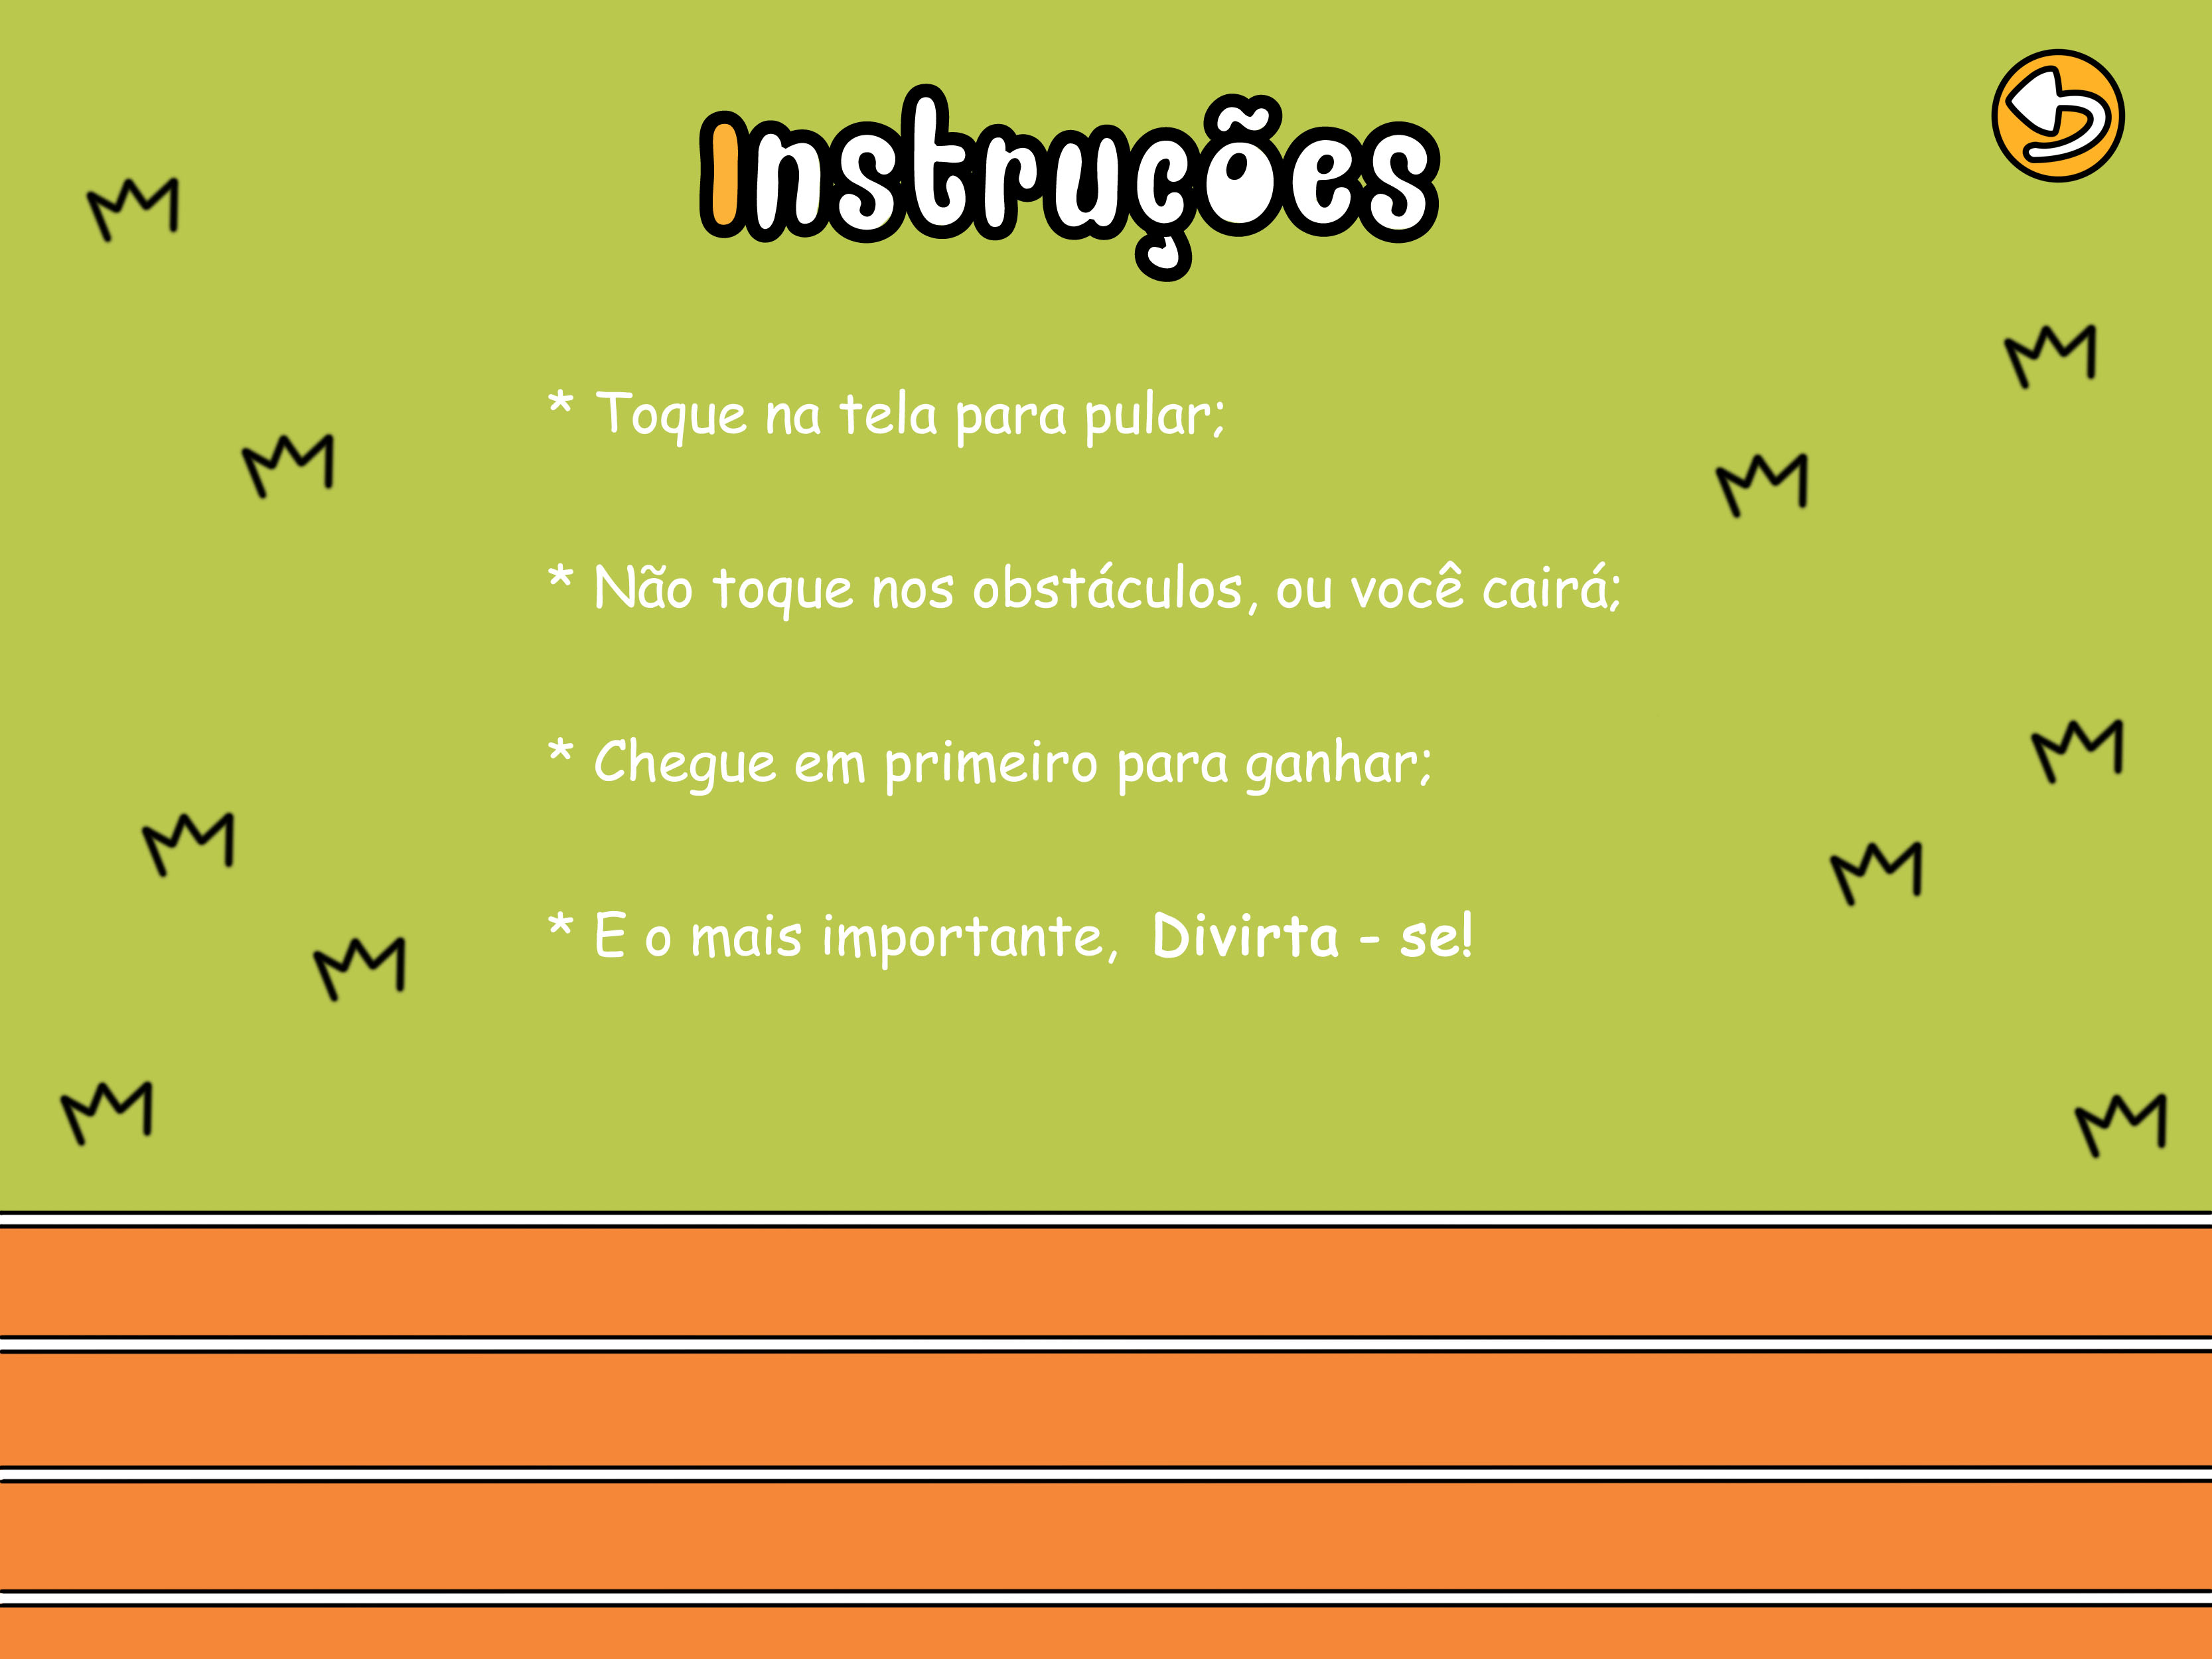 Instruções
* Toque na tela para pular;
* Não toque nos obstáculos, ou você cairá;
* Chegue em primeiro para ganhar;
* E o mais importante, Divirta - se!